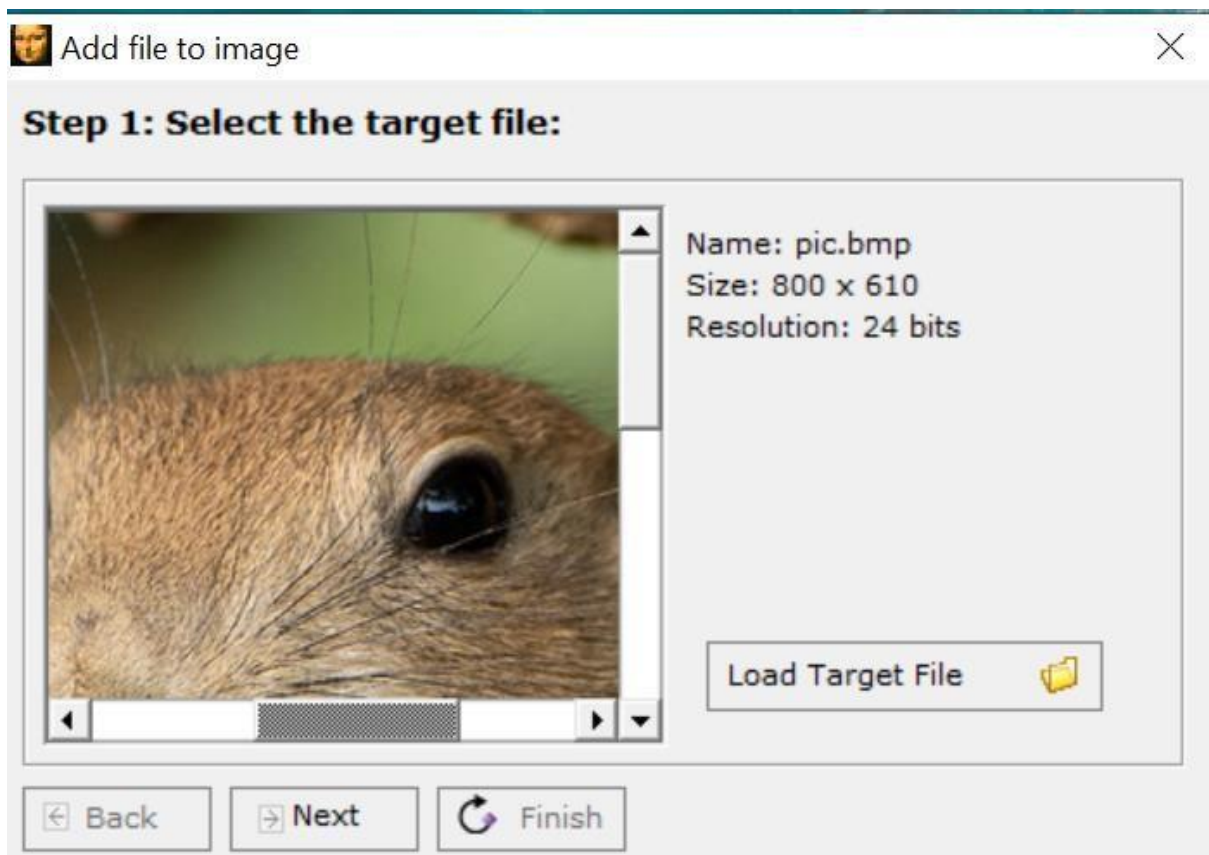 Add file to image
Step 1: Select the target file:
Name: pic.bmp
Size: 800 x 610
Resolution: 24 bits
Load Target File
Back Next Finish